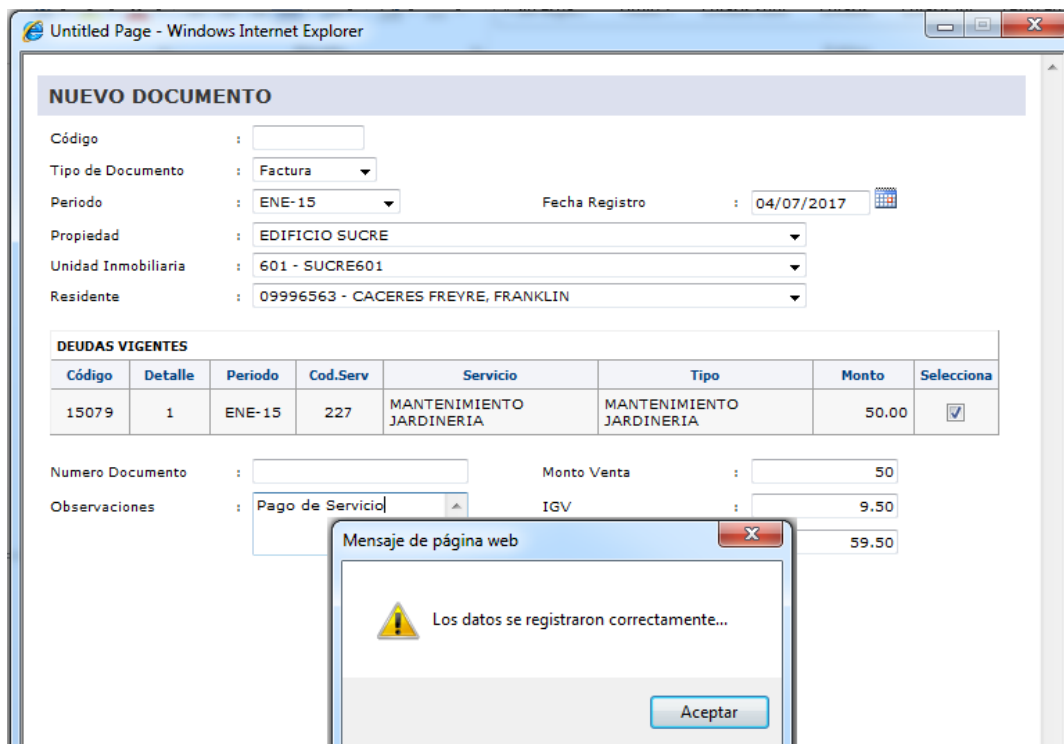 Untitled Page - Windows Internet Explorer
NUEVO DOCUMENTO
Código :
Tipo de Documento : Factura
Periodo : ENE-15 Fecha Registro : 04/07/2017
Propiedad : EDIFICIO SUCRE
Unidad Inmobiliaria : 601 - SUCRE601
Residente : 09996563 - CACERES FREYRE, FRANKLIN
DEUDAS VIGENTES
Código Detalle Periodo Cod.Serv Servicio Tipo Monto Selecciona
15079 1 ENE-15 227 MANTENIMIENTO JARDINERIA MANTENIMIENTO JARDINERIA 50.00
Numero Documento : Monto Venta : 50
Observaciones : Pago de Servicio IGV : 9.50
59.50
Mensaje de página web
Los datos se registraron correctamente...
Aceptar